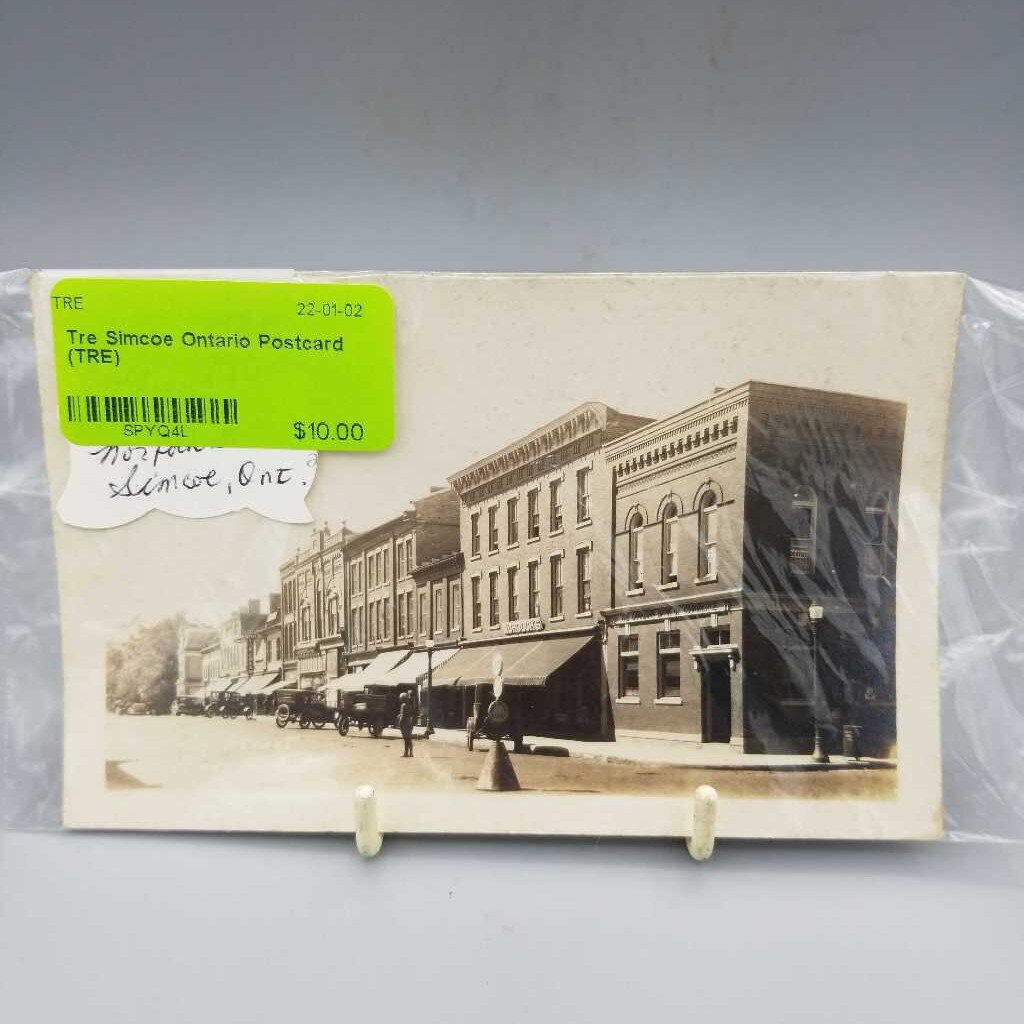 TRE 22-01-02
Tre Simcoe Ontario Postcard
(TRE)
SPYQ4L $10.00
Simcoe, Ont.